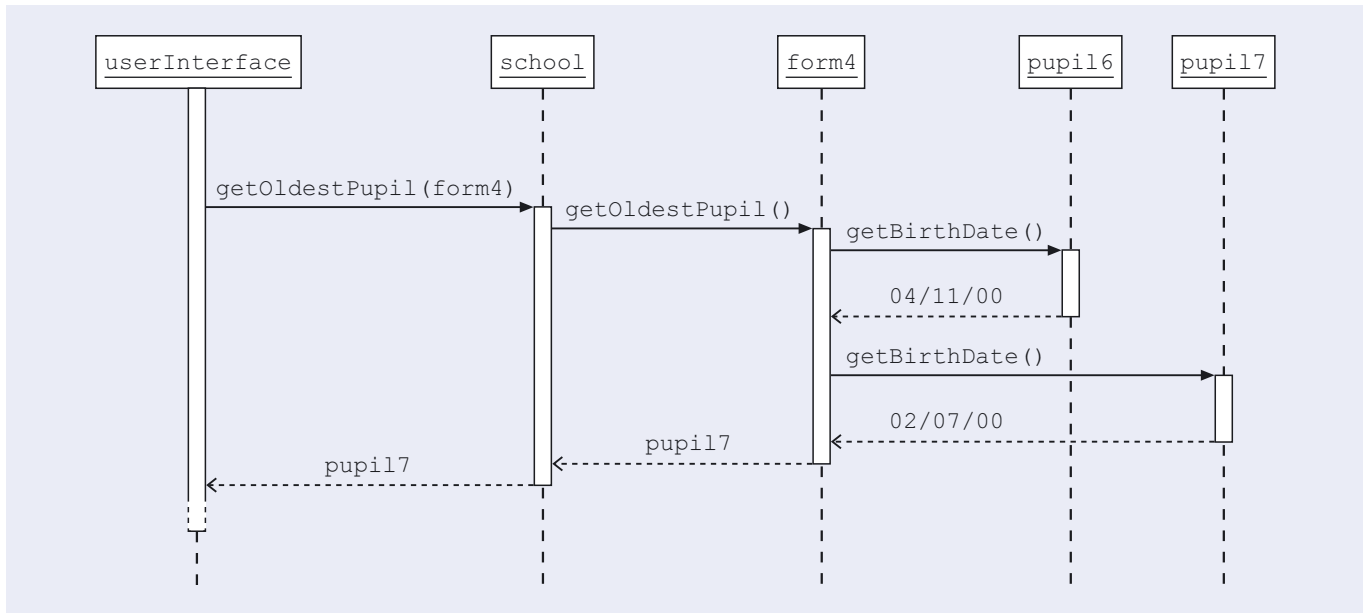 userInterface
school
form4
pupil6
pupil7
getOldestPupil(form4)
getOldestPupil()
getBirthDate()
04/11/00
getBirthDate()
02/07/00
pupil7
pupil7